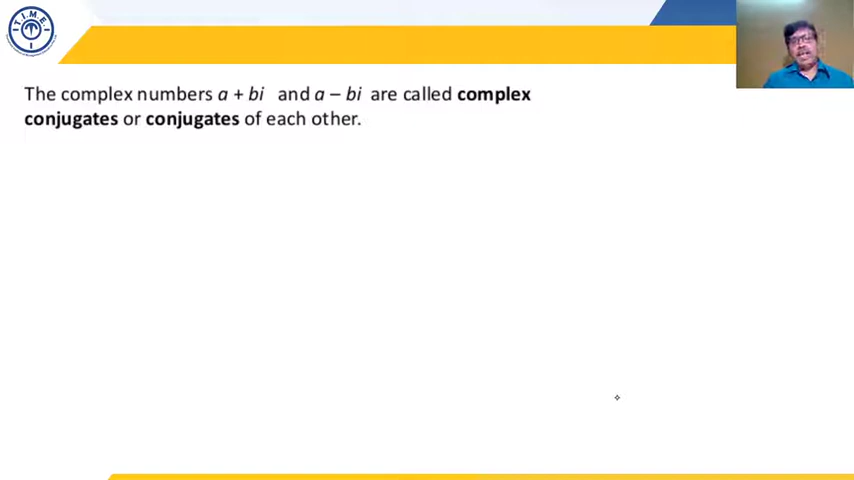 T.I.M.E.
The complex numbers a + bi and a – bi are called complex
conjugates or conjugates of each other.